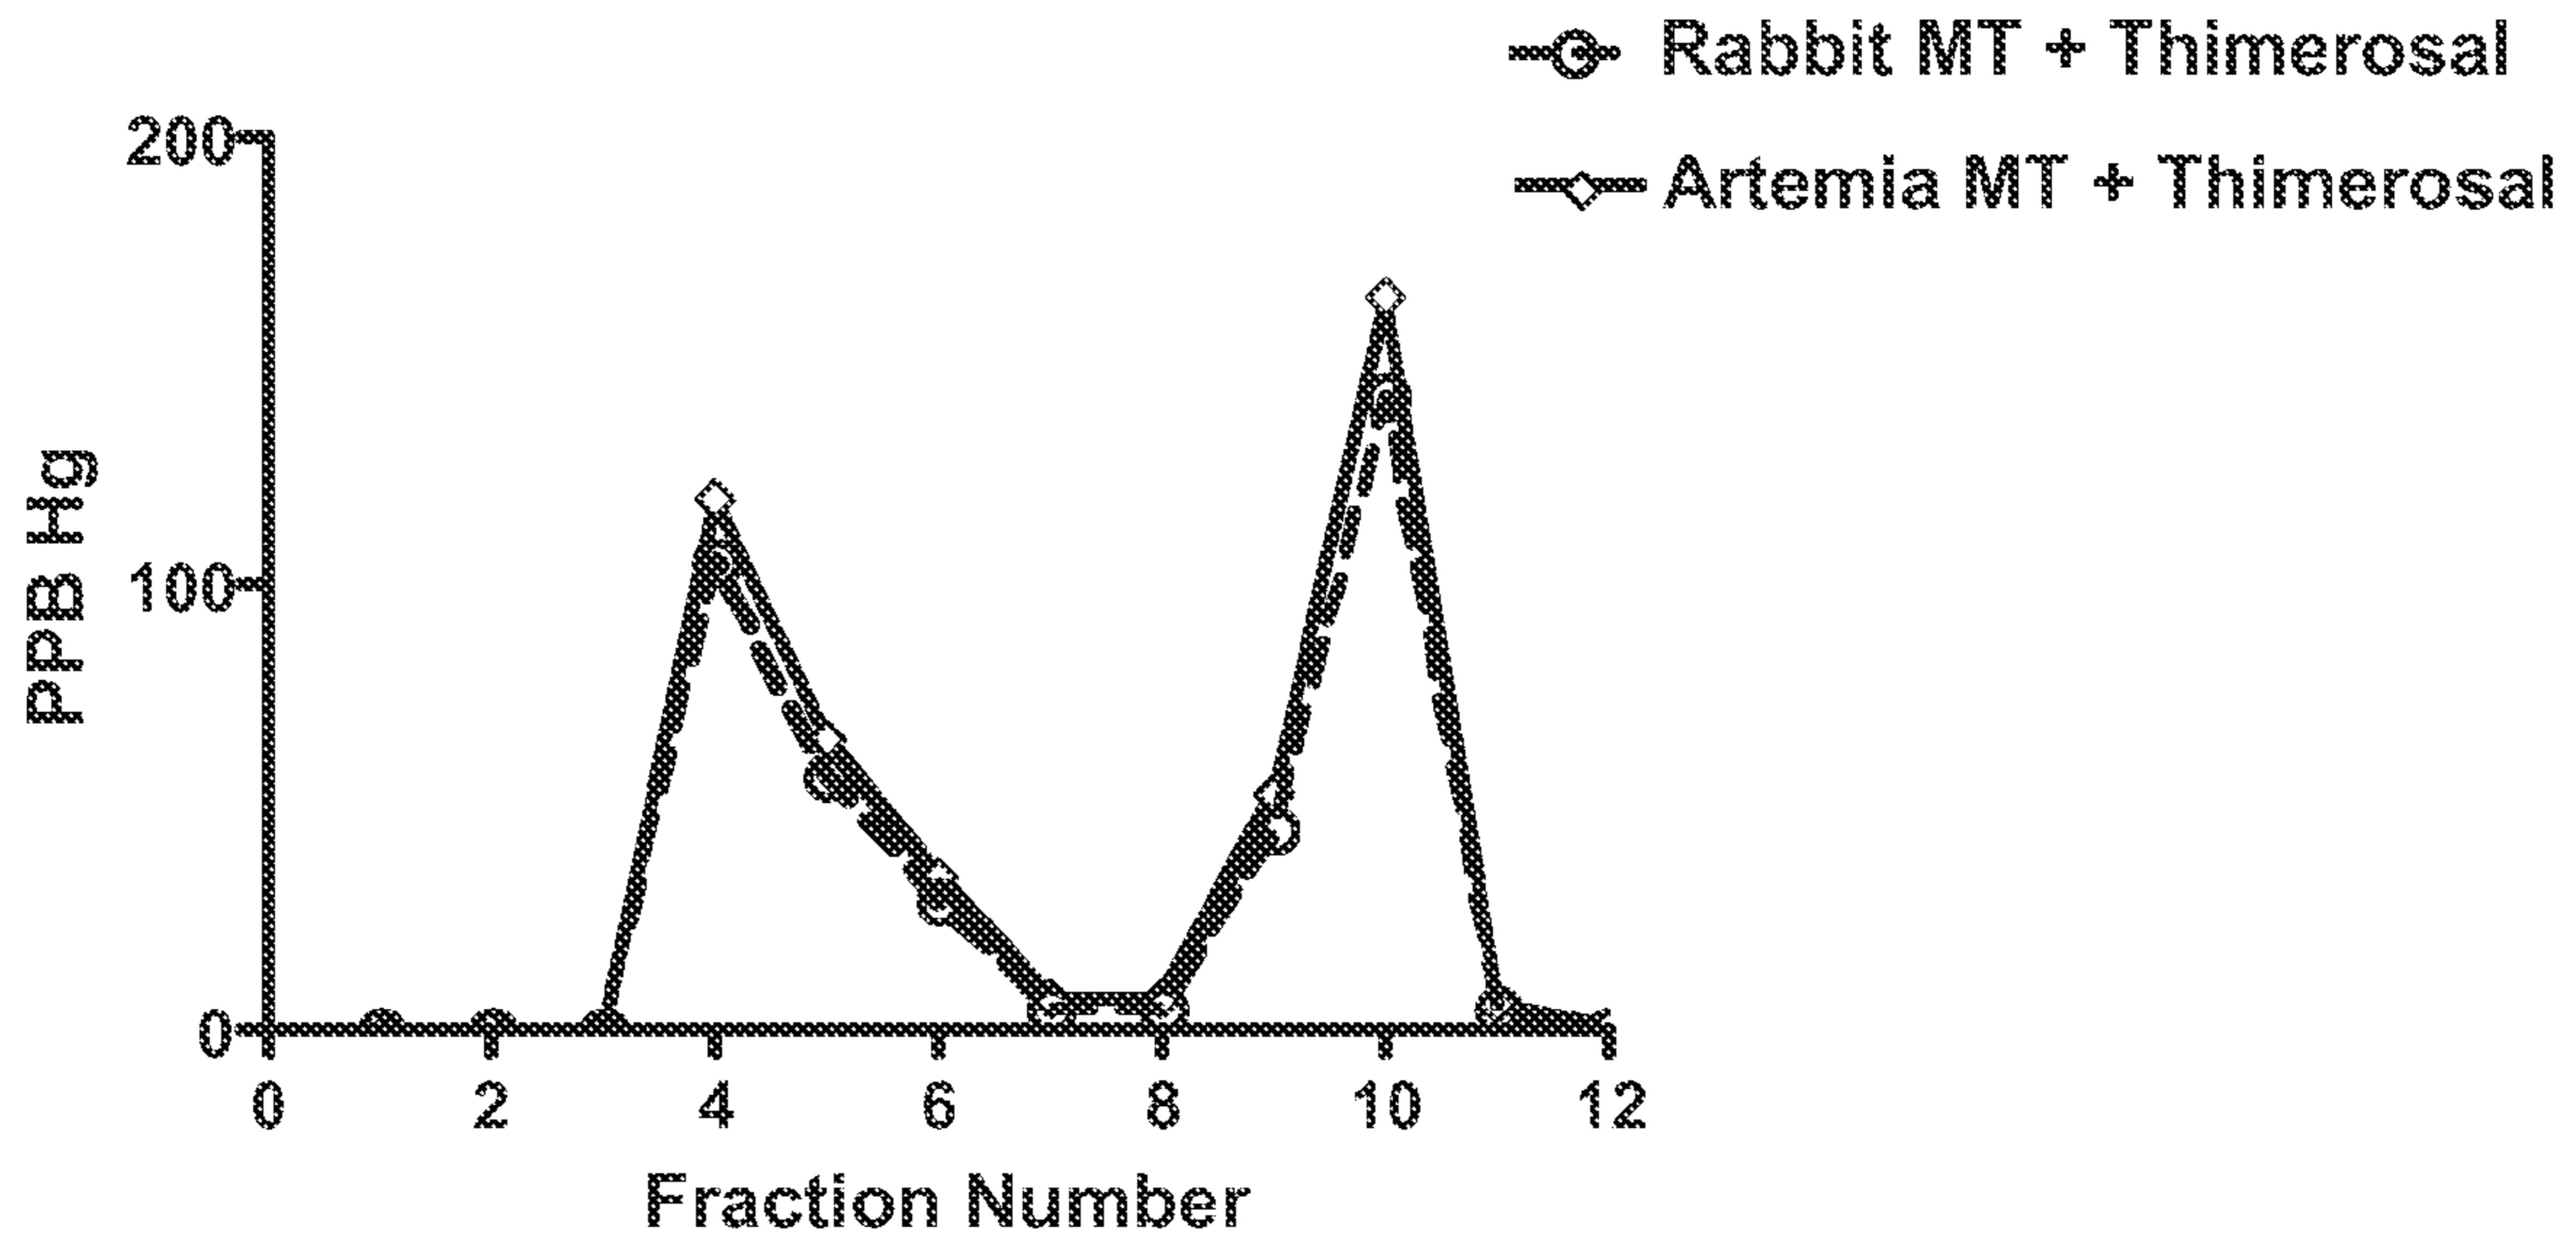 Rabbit MT + Thimerosal
Artemia MT + Thimerosal
200
100
0
PPB Hg
0 2 4 6 8 10 12
Fraction Number